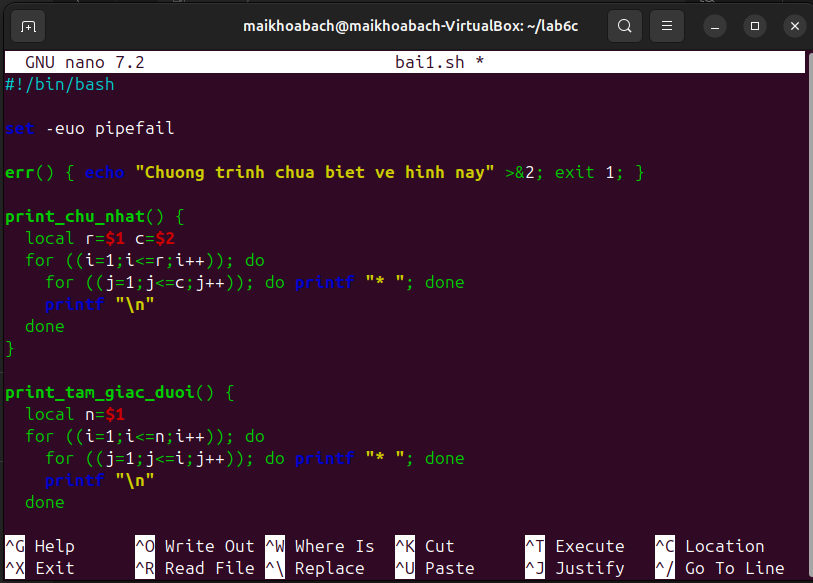 maikhoabach@maikhoabach-VirtualBox: ~/lab6c
GNU nano 7.2 bai1.sh *
#!/bin/bash
set -euo pipefail
err() { echo "Chuong trinh chua biet ve hinh nay" >&2; exit 1; }
print_chu_nhat() {
  local r=$1 c=$2
  for ((i=1;i<=r;i++)); do
    for ((j=1;j<=c;j++)); do printf "* "; done
    printf "\n"
  done
}
print_tam_giac_duoi() {
  local n=$1
  for ((i=1;i<=n;i++)); do
    for ((j=1;j<=i;j++)); do printf "* "; done
    printf "\n"
  done
^G Help ^O Write Out ^W Where Is ^K Cut ^T Execute ^C Location
^X Exit ^R Read File ^\ Replace ^U Paste ^J Justify ^/ Go To Line